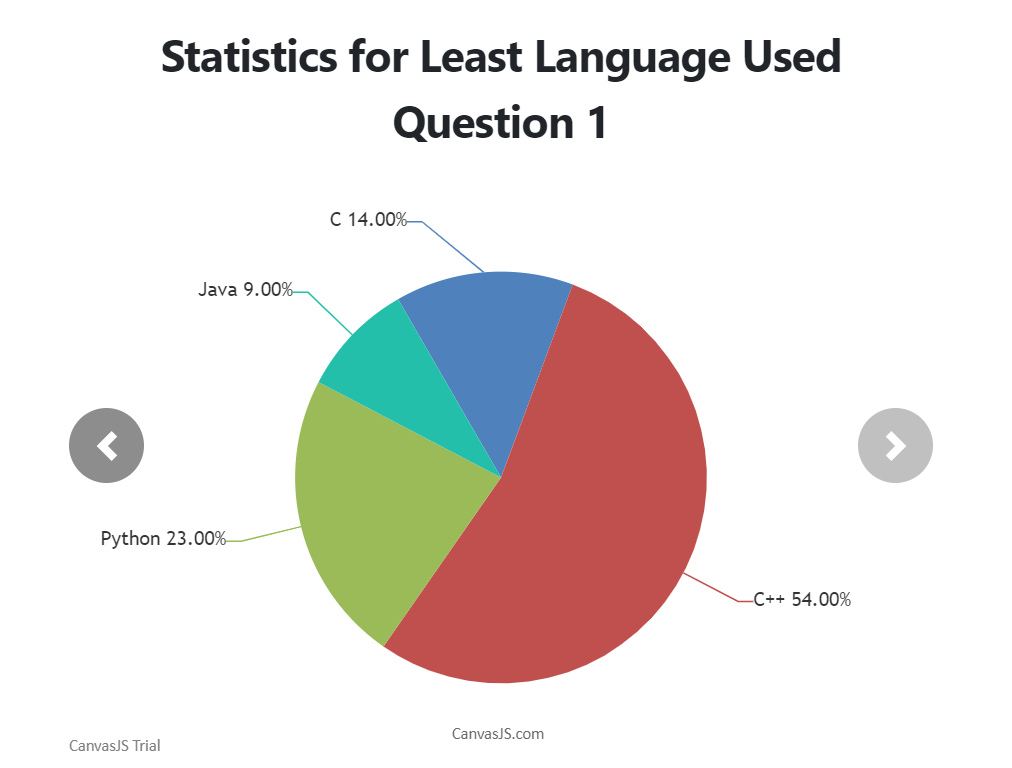 Statistics for Least Language Used
Question 1
C 14.00%
Java 9.00%
Python 23.00%
C++ 54.00%
CanvasJS.com
CanvasJS Trial